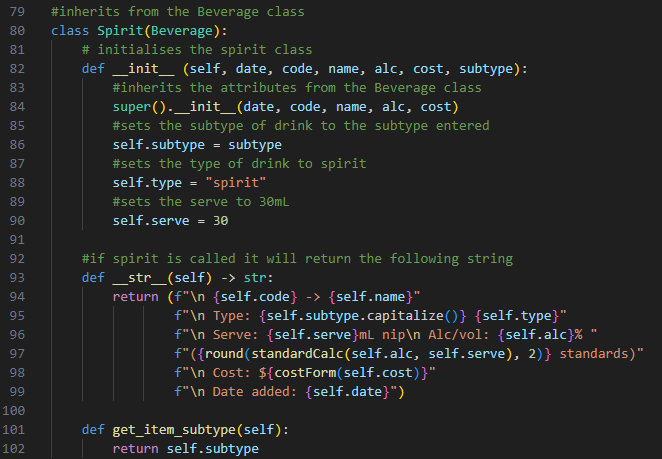 79 #inherits from the Beverage class
80 class Spirit(Beverage):
81     # initialises the spirit class
82     def __init__ (self, date, code, name, alc, cost, subtype):
83         #inherits the attributes from the Beverage class
84         super().__init__(date, code, name, alc, cost)
85         #sets the subtype of drink to the subtype entered
86         self.subtype = subtype
87         #sets the type of drink to spirit
88         self.type = "spirit"
89         #sets the serve to 30mL
90         self.serve = 30
91
92     #if spirit is called it will return the following string
93     def __str__(self) -> str:
94         return (f"\n {self.code} -> {self.name}"
95                 f"\n Type: {self.subtype.capitalize()} {self.type}"
96                 f"\n Serve: {self.serve}mL nip\n Alc/vol: {self.alc}% "
97                 f"({round(standardCalc(self.alc, self.serve), 2)} standards)"
98                 f"\n Cost: ${costForm(self.cost)}"
99                 f"\n Date added: {self.date}")
100
101     def get_item_subtype(self):
102         return self.subtype